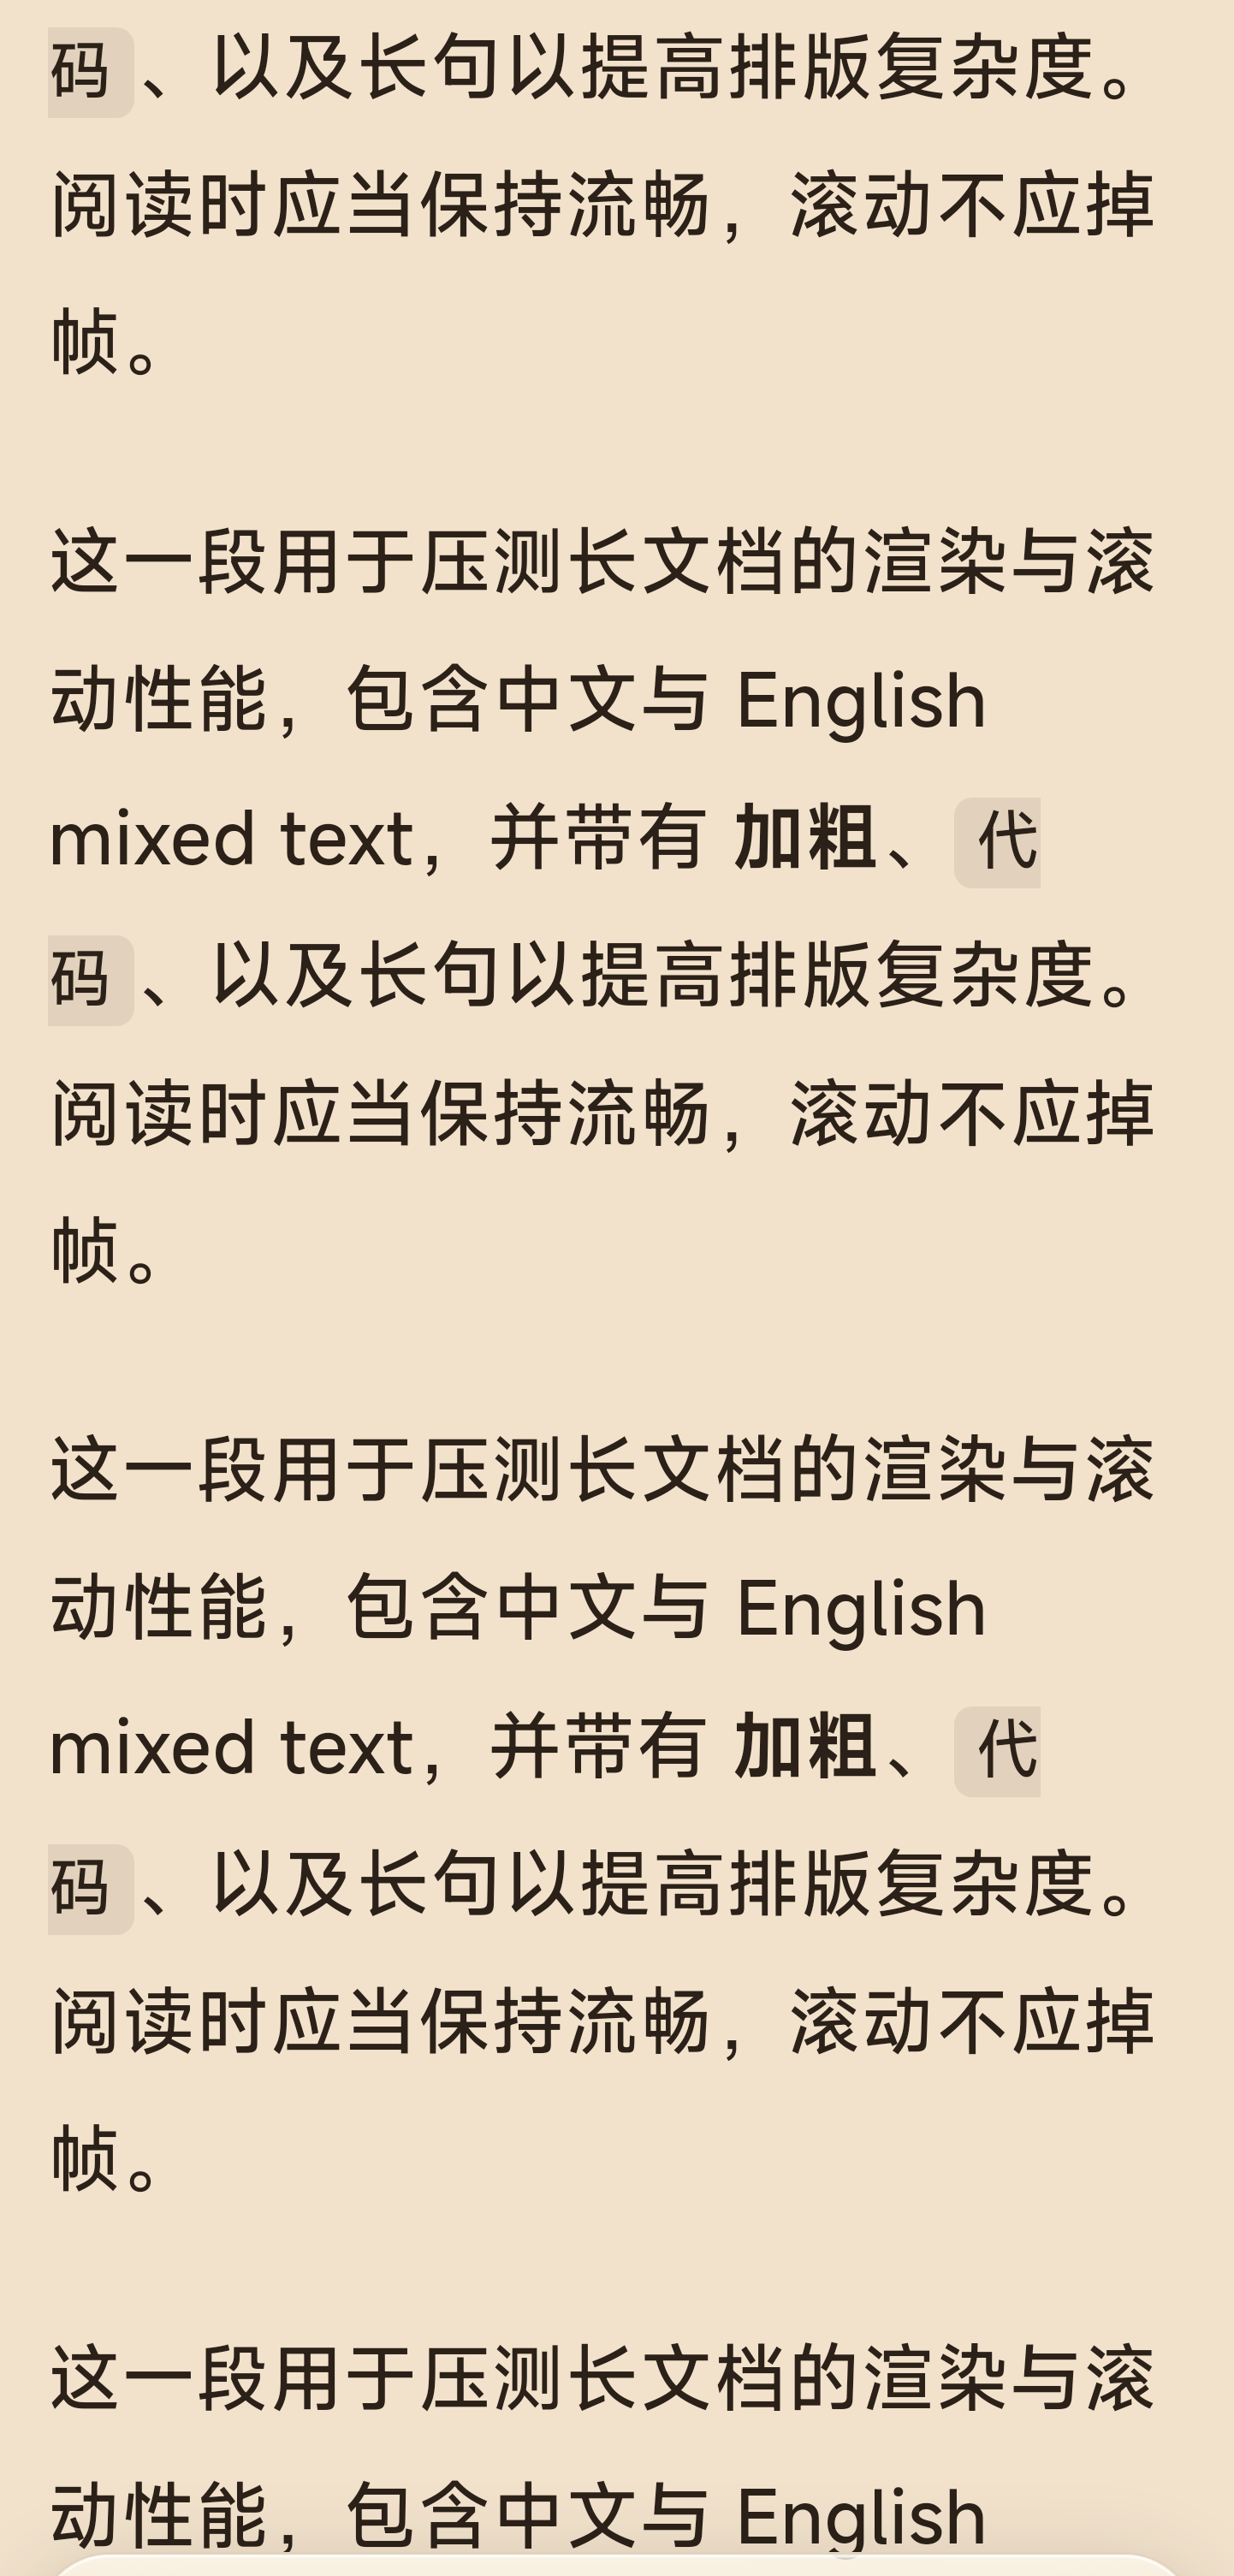 码 、以及长句以提高排版复杂度。
阅读时应当保持流畅，滚动不应掉
帧。
这一段用于压测长文档的渲染与滚
动性能，包含中文与 English
mixed text，并带有 加粗、 代
码 、以及长句以提高排版复杂度。
阅读时应当保持流畅，滚动不应掉
帧。
这一段用于压测长文档的渲染与滚
动性能，包含中文与 English
mixed text，并带有 加粗、 代
码 、以及长句以提高排版复杂度。
阅读时应当保持流畅，滚动不应掉
帧。
这一段用于压测长文档的渲染与滚
动性能，包含中文与 English